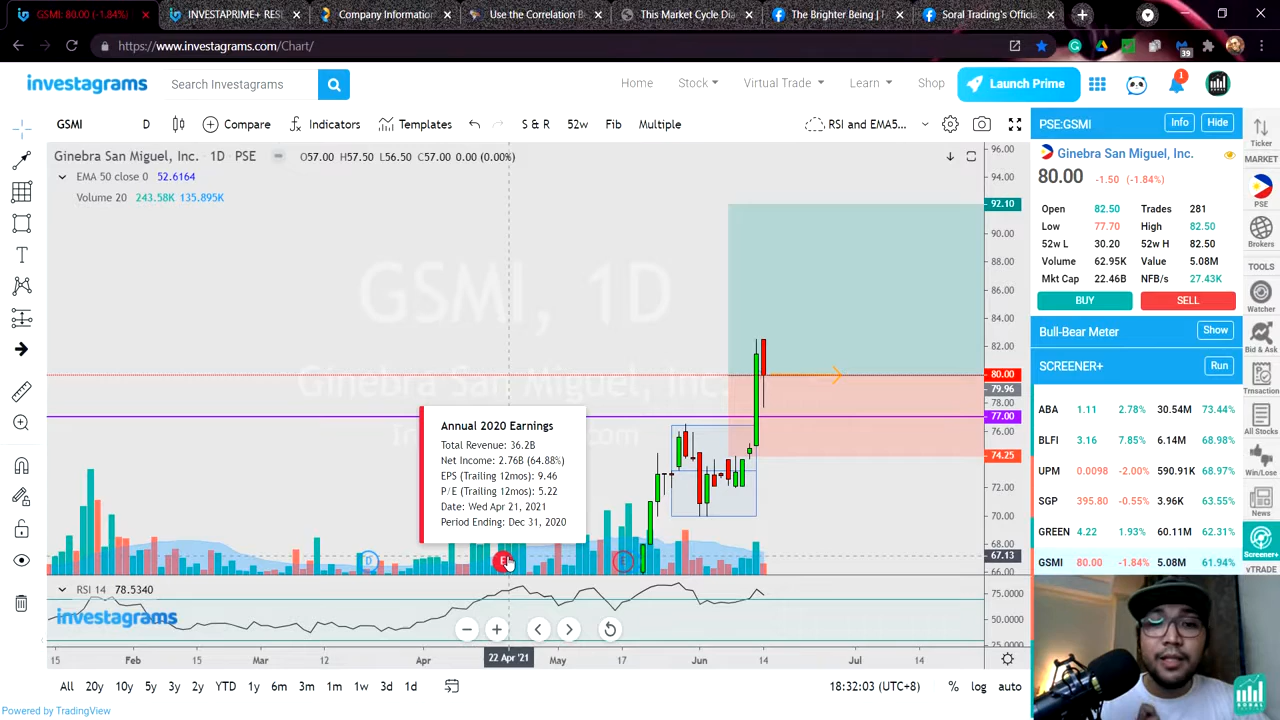 GSMI: 80.00 (-1.84%)
INVESTAPRIME+ RES
Company Information
Use the Correlation B
This Market Cycle Dia
The Brighter Being |
Soral Trading's Offici
https://www.investagrams.com/Chart/
39
investagrams
Search Investagrams
Home
Stock
Virtual Trade
Learn
Shop
Launch Prime
1
GSMI
D
Compare
Indicators
Templates
S & R
52w
Fib
Multiple
RSI and EMA5...
PSE:GSMI
Info
Hide
Ticker
Ginebra San Miguel, Inc. 1D PSE
O57.00 H57.50 L56.50 C57.00 0.00 (0.00%)
EMA 50 close 0 52.6164
Volume 20 243.58K 135.895K
Ginebra San Miguel, Inc.
80.00 -1.50 (-1.84%)
Open 82.50 Trades 281
Low 77.70 High 82.50
52w L 30.20 52w H 82.50
Volume 62.95K Value 5.08M
Mkt Cap 22.46B NFB/s 27.43K
BUY
SELL
Bull-Bear Meter
Show
SCREENER+
Run
ABA 1.11 2.78% 30.54M 73.44%
BLFI 3.16 7.85% 6.14M 68.98%
UPM 0.0098 -2.00% 590.91K 68.97%
SGP 395.80 -0.55% 3.96K 63.55%
GREEN 4.22 1.93% 60.11M 62.31%
GSMI 80.00 -1.84% 5.08M 61.94%
MARKET
PSE
Brokers
TOOLS
Watcher
Bid & Ask
Trnsaction
All Stocks
Win/Lose
News
Screener+
vTRADE
96.00
94.00
92.10
90.00
88.00
86.00
84.00
82.00
80.00
79.96
78.00
77.00
76.00
74.25
72.00
70.00
68.00
67.13
66.00
75.0000
25.0000
1D
Ginebra San Miguel, Inc.
Annual 2020 Earnings
Total Revenue: 36.2B
Net Income: 2.76B (64.88%)
EPS (Trailing 12mos): 9.46
P/E (Trailing 12mos): 5.22
Date: Wed Apr 21, 2021
Period Ending: Dec 31, 2020
D
E
RSI 14 78.5340
investagrams
15
Feb
15
Mar
12
Apr
22 Apr '21
May
17
Jun
14
Jul
14
All 20y 10y 5y 3y 2y YTD 1y 6m 3m 1m 1w 3d 1d
18:32:03 (UTC+8)
% log auto
Powered by TradingView